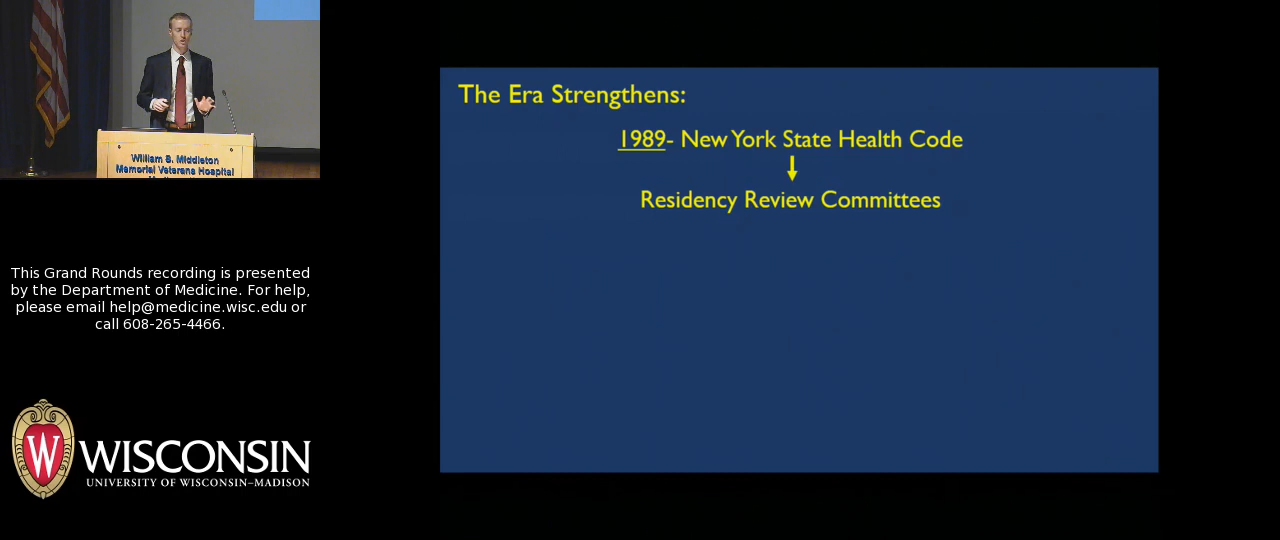 William S. Middleton
Memorial Veterans Hospital
This Grand Rounds recording is presented
by the Department of Medicine. For help,
please email help@medicine.wisc.edu or
call 608-265-4466.
W
WISCONSIN
UNIVERSITY OF WISCONSIN–MADISON
The Era Strengthens:
1989- New York State Health Code
Residency Review Committees